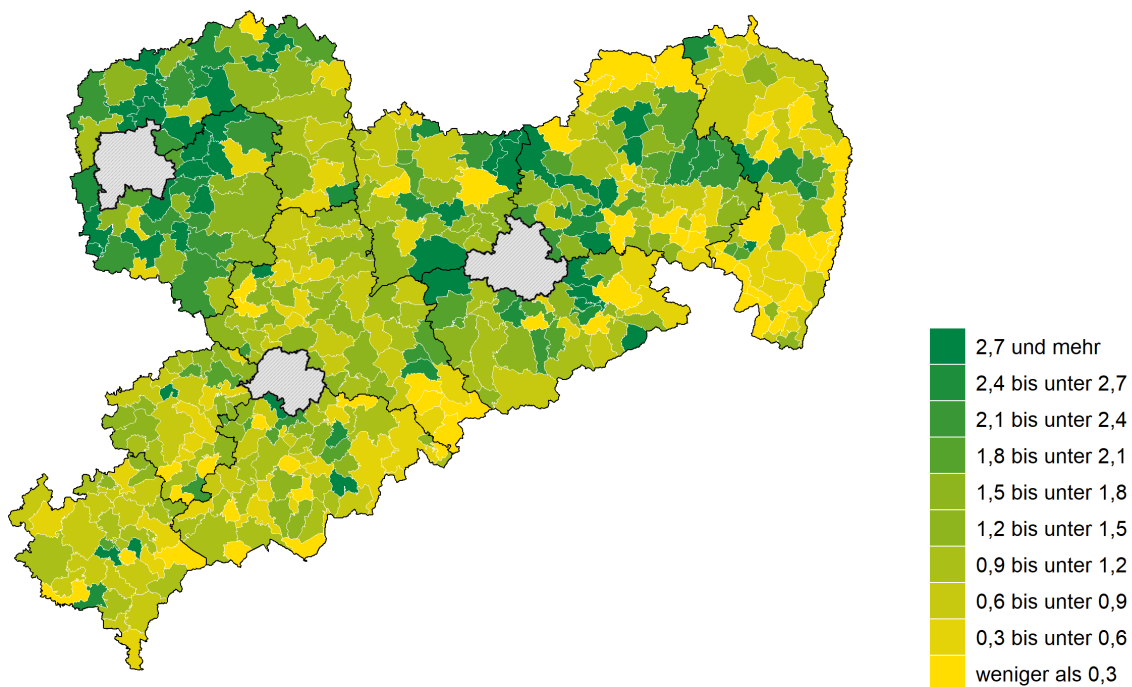 2,7 und mehr
2,4 bis unter 2,7
2,1 bis unter 2,4
1,8 bis unter 2,1
1,5 bis unter 1,8
1,2 bis unter 1,5
0,9 bis unter 1,2
0,6 bis unter 0,9
0,3 bis unter 0,6
weniger als 0,3